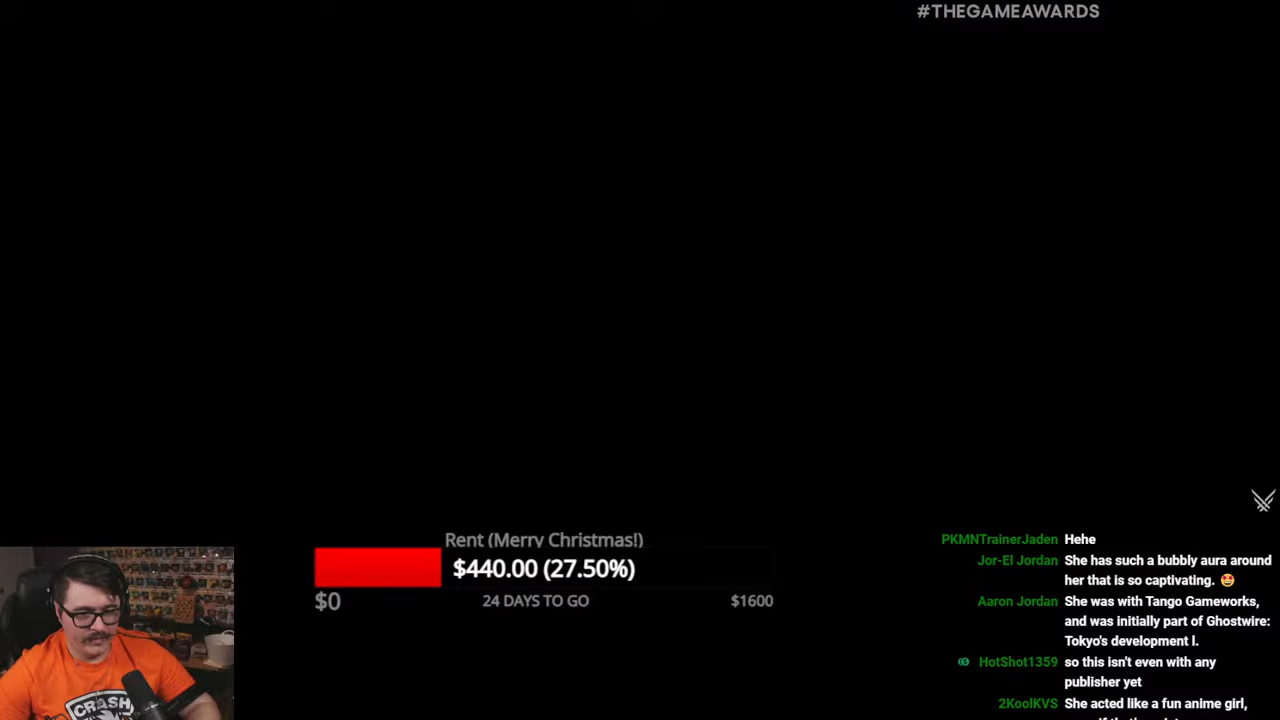 #THEGAMEAWARDS
Rent (Merry Christmas!)
$440.00 (27.50%)
$0
24 DAYS TO GO
$1600
PKMNTrainerJaden Hehe
Jor-El Jordan She has such a bubbly aura around
her that is so captivating. 🤩
Aaron Jordan She was with Tango Gameworks,
and was initially part of Ghostwire:
Tokyo's development l.
HotShot1359 so this isn't even with any
publisher yet
2KoolKVS She acted like a fun anime girl,
CRASH